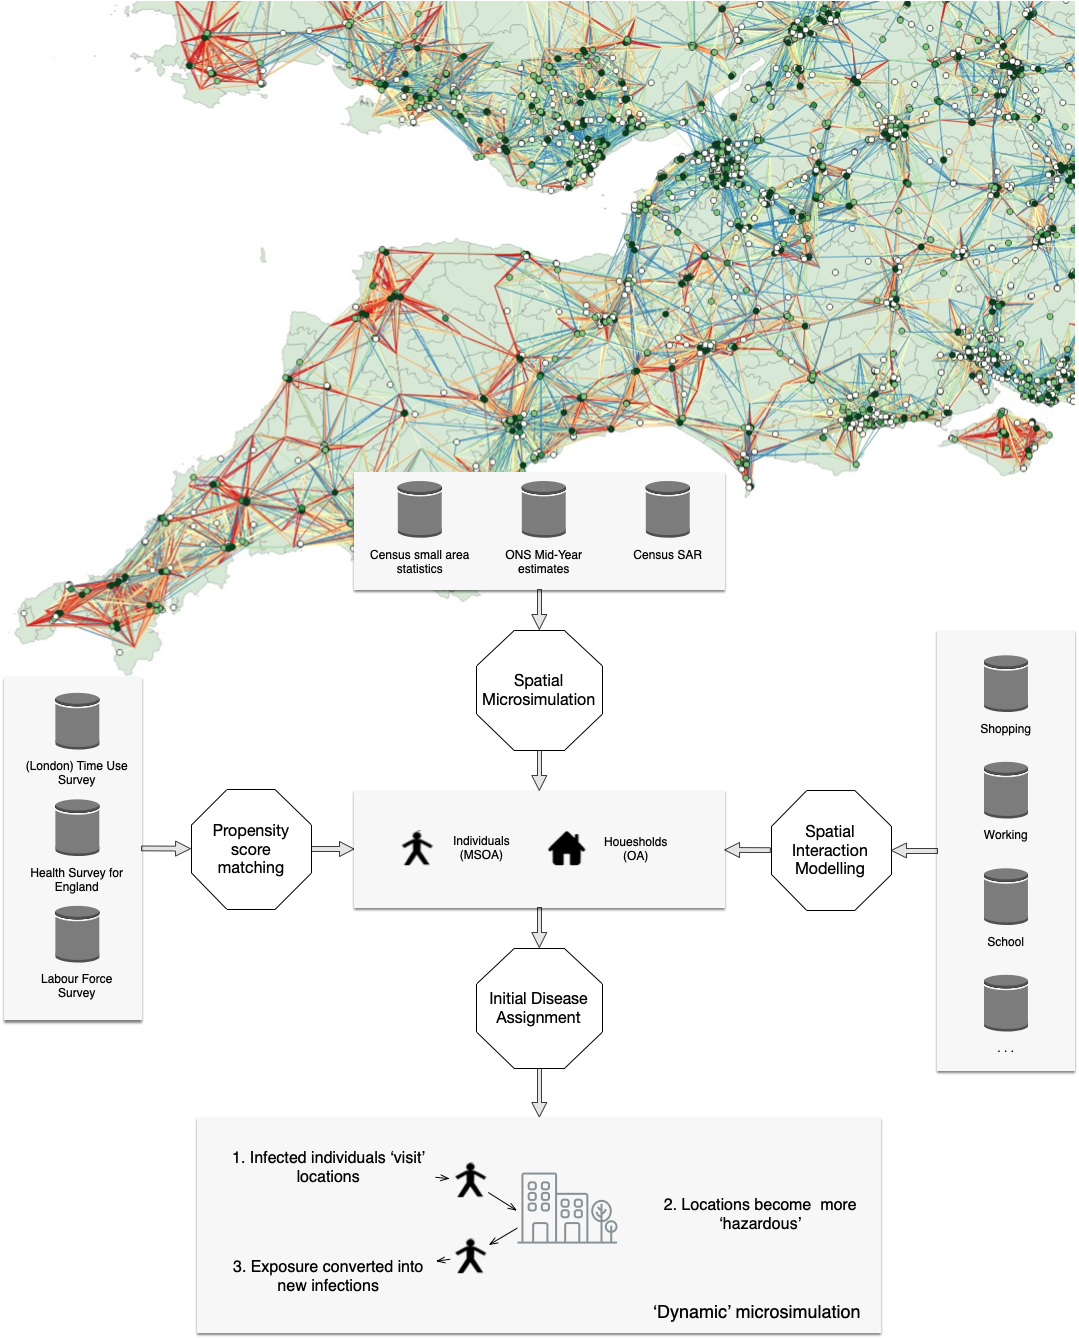 Census small area
statistics
ONS Mid-Year
estimates
Census SAR
Spatial
Microsimulation
(London) Time Use
Survey
Health Survey for
England
Labour Force
Survey
Propensity
score
matching
Individuals
(MSOA)
Houesholds
(OA)
Spatial
Interaction
Modelling
Shopping
Working
School
. . .
Initial Disease
Assignment
1. Infected individuals ‘visit’
locations
2. Locations become more
‘hazardous’
3. Exposure converted into
new infections
‘Dynamic’ microsimulation